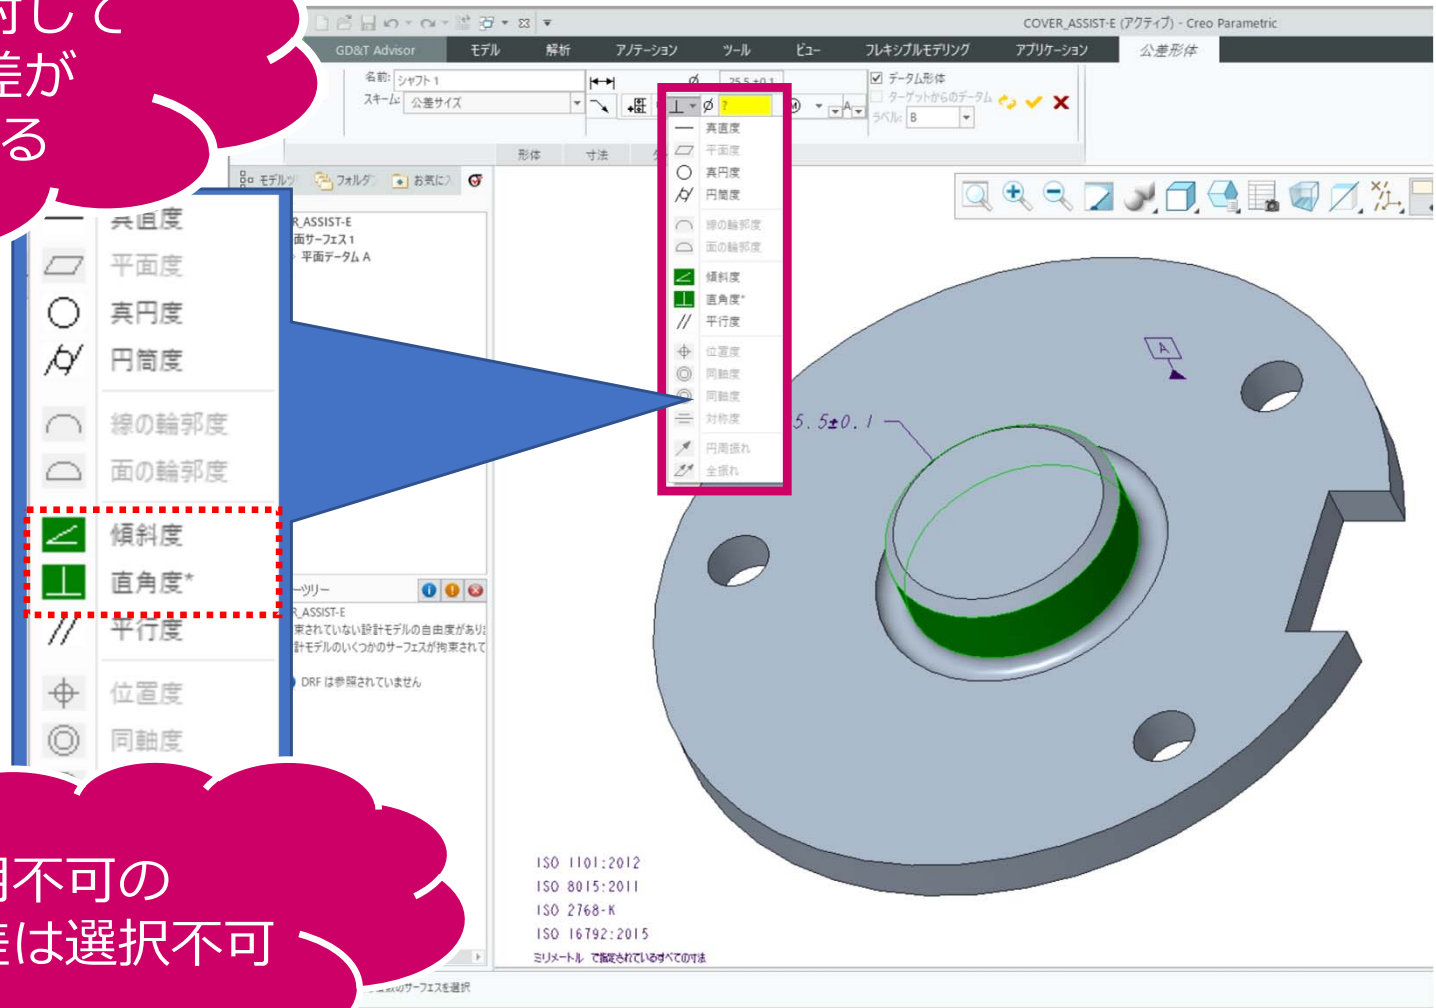 対して
差が
る
COVER_ASSIST-E (アクティブ) - Creo Parametric
GD&T Advisor モデル 解析 アノテーション ツール ビュー フレキシブルモデリング アプリケーション 公差形体
名前: シャフト 1
スキーム: 公差サイズ
25.5 ±0.1
?
データム形体
ターゲットからのデータム
ラベル: B
形体 寸法
モデルツ フォルダ お気に入
R_ASSIST-E
面サーフェス 1
平面データム A
真直度
平面度
真円度
円筒度
線の輪郭度
面の輪郭度
傾斜度
直角度*
平行度
位置度
同軸度
同軸度
対称度
円周振れ
全振れ
真直度
平面度
真円度
円筒度
線の輪郭度
面の輪郭度
傾斜度
直角度*
平行度
位置度
同軸度
ーツリー
R_ASSIST-E
束されていない設計モデルの自由度があり
計モデルのいくつかのサーフェスが拘束されて
DRF は参照されていません
A
5.5±0.1
ISO 1101:2012
ISO 8015:2011
ISO 2768-K
ISO 16792:2015
ミリメートル で指定されているすべての寸法
用不可の
差は選択不可
数のサーフェスを選択